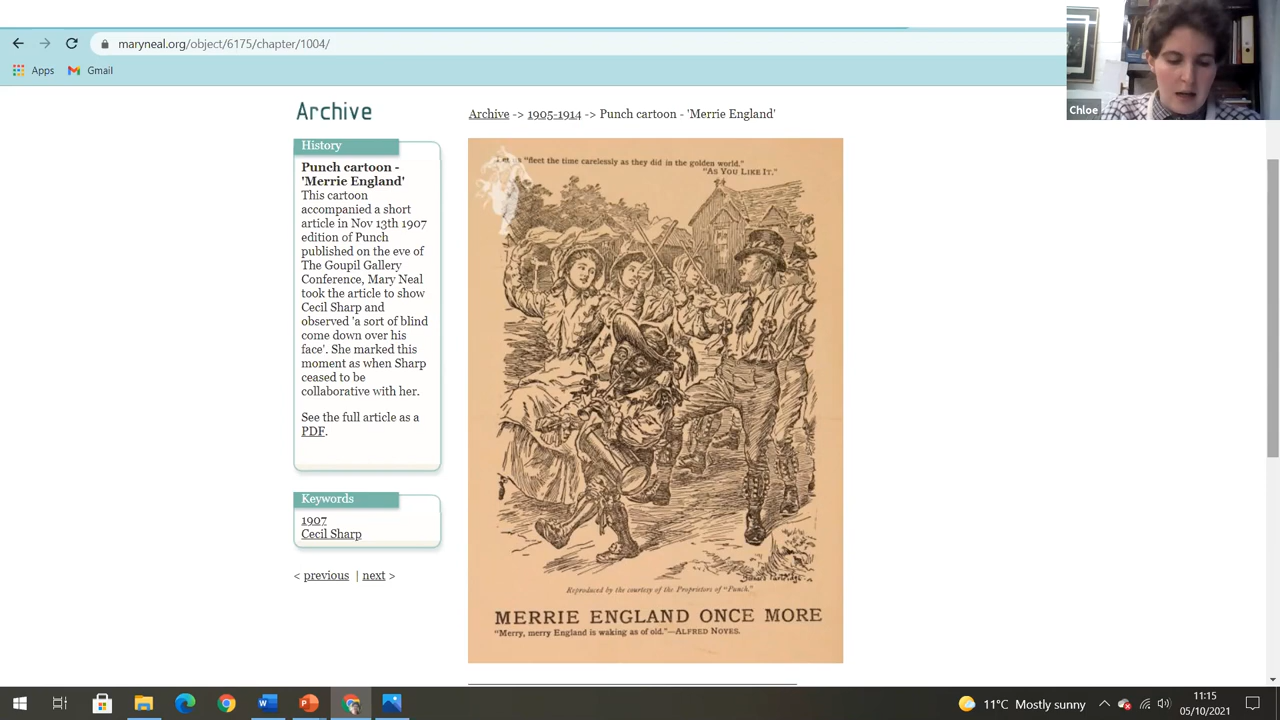 maryneal.org/object/6175/chapter/1004/
Apps
Gmail
Chloe
Archive
Archive -> 1905-1914 -> Punch cartoon - 'Merrie England'
History
Punch cartoon -
'Merrie England'
This cartoon
accompanied a short
article in Nov 13th 1907
edition of Punch
published on the eve of
The Goupil Gallery
Conference, Mary Neal
took the article to show
Cecil Sharp and
observed 'a sort of blind
come down over his
face'. She marked this
moment as when Sharp
ceased to be
collaborative with her.
See the full article as a
PDF.
Keywords
1907
Cecil Sharp
< previous | next >
"fleet the time carelessly as they did in the golden world."
"As You Like It."
Reproduced by the courtesy of the Proprietors of "Punch."
MERRIE ENGLAND ONCE MORE
"Merry, merry England is waking as of old."—Alfred Noyes.
11°C Mostly sunny
11:15
05/10/2021